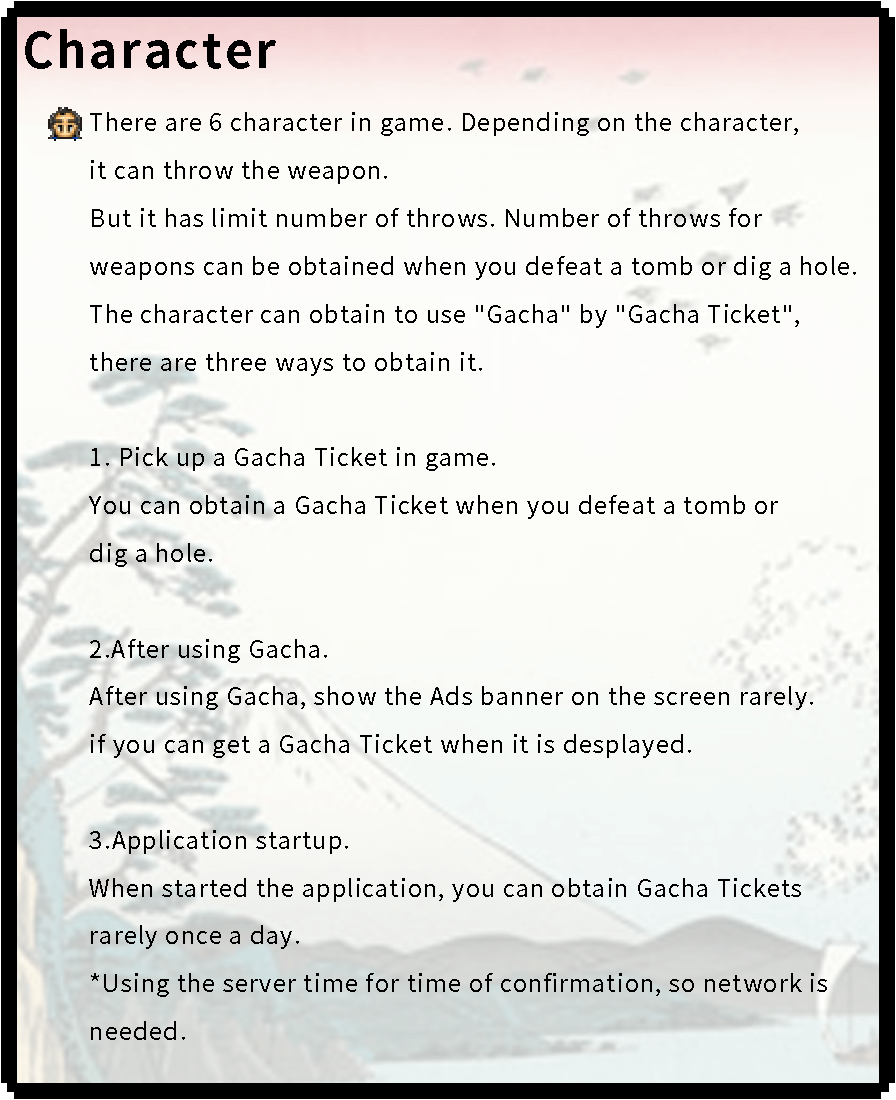 Character
There are 6 character in game. Depending on the character,
it can throw the weapon.
But it has limit number of throws. Number of throws for
weapons can be obtained when you defeat a tomb or dig a hole.
The character can obtain to use "Gacha" by "Gacha Ticket",
there are three ways to obtain it.
1. Pick up a Gacha Ticket in game.
You can obtain a Gacha Ticket when you defeat a tomb or
dig a hole.
2.After using Gacha.
After using Gacha, show the Ads banner on the screen rarely.
if you can get a Gacha Ticket when it is desplayed.
3.Application startup.
When started the application, you can obtain Gacha Tickets
rarely once a day.
*Using the server time for time of confirmation, so network is
needed.